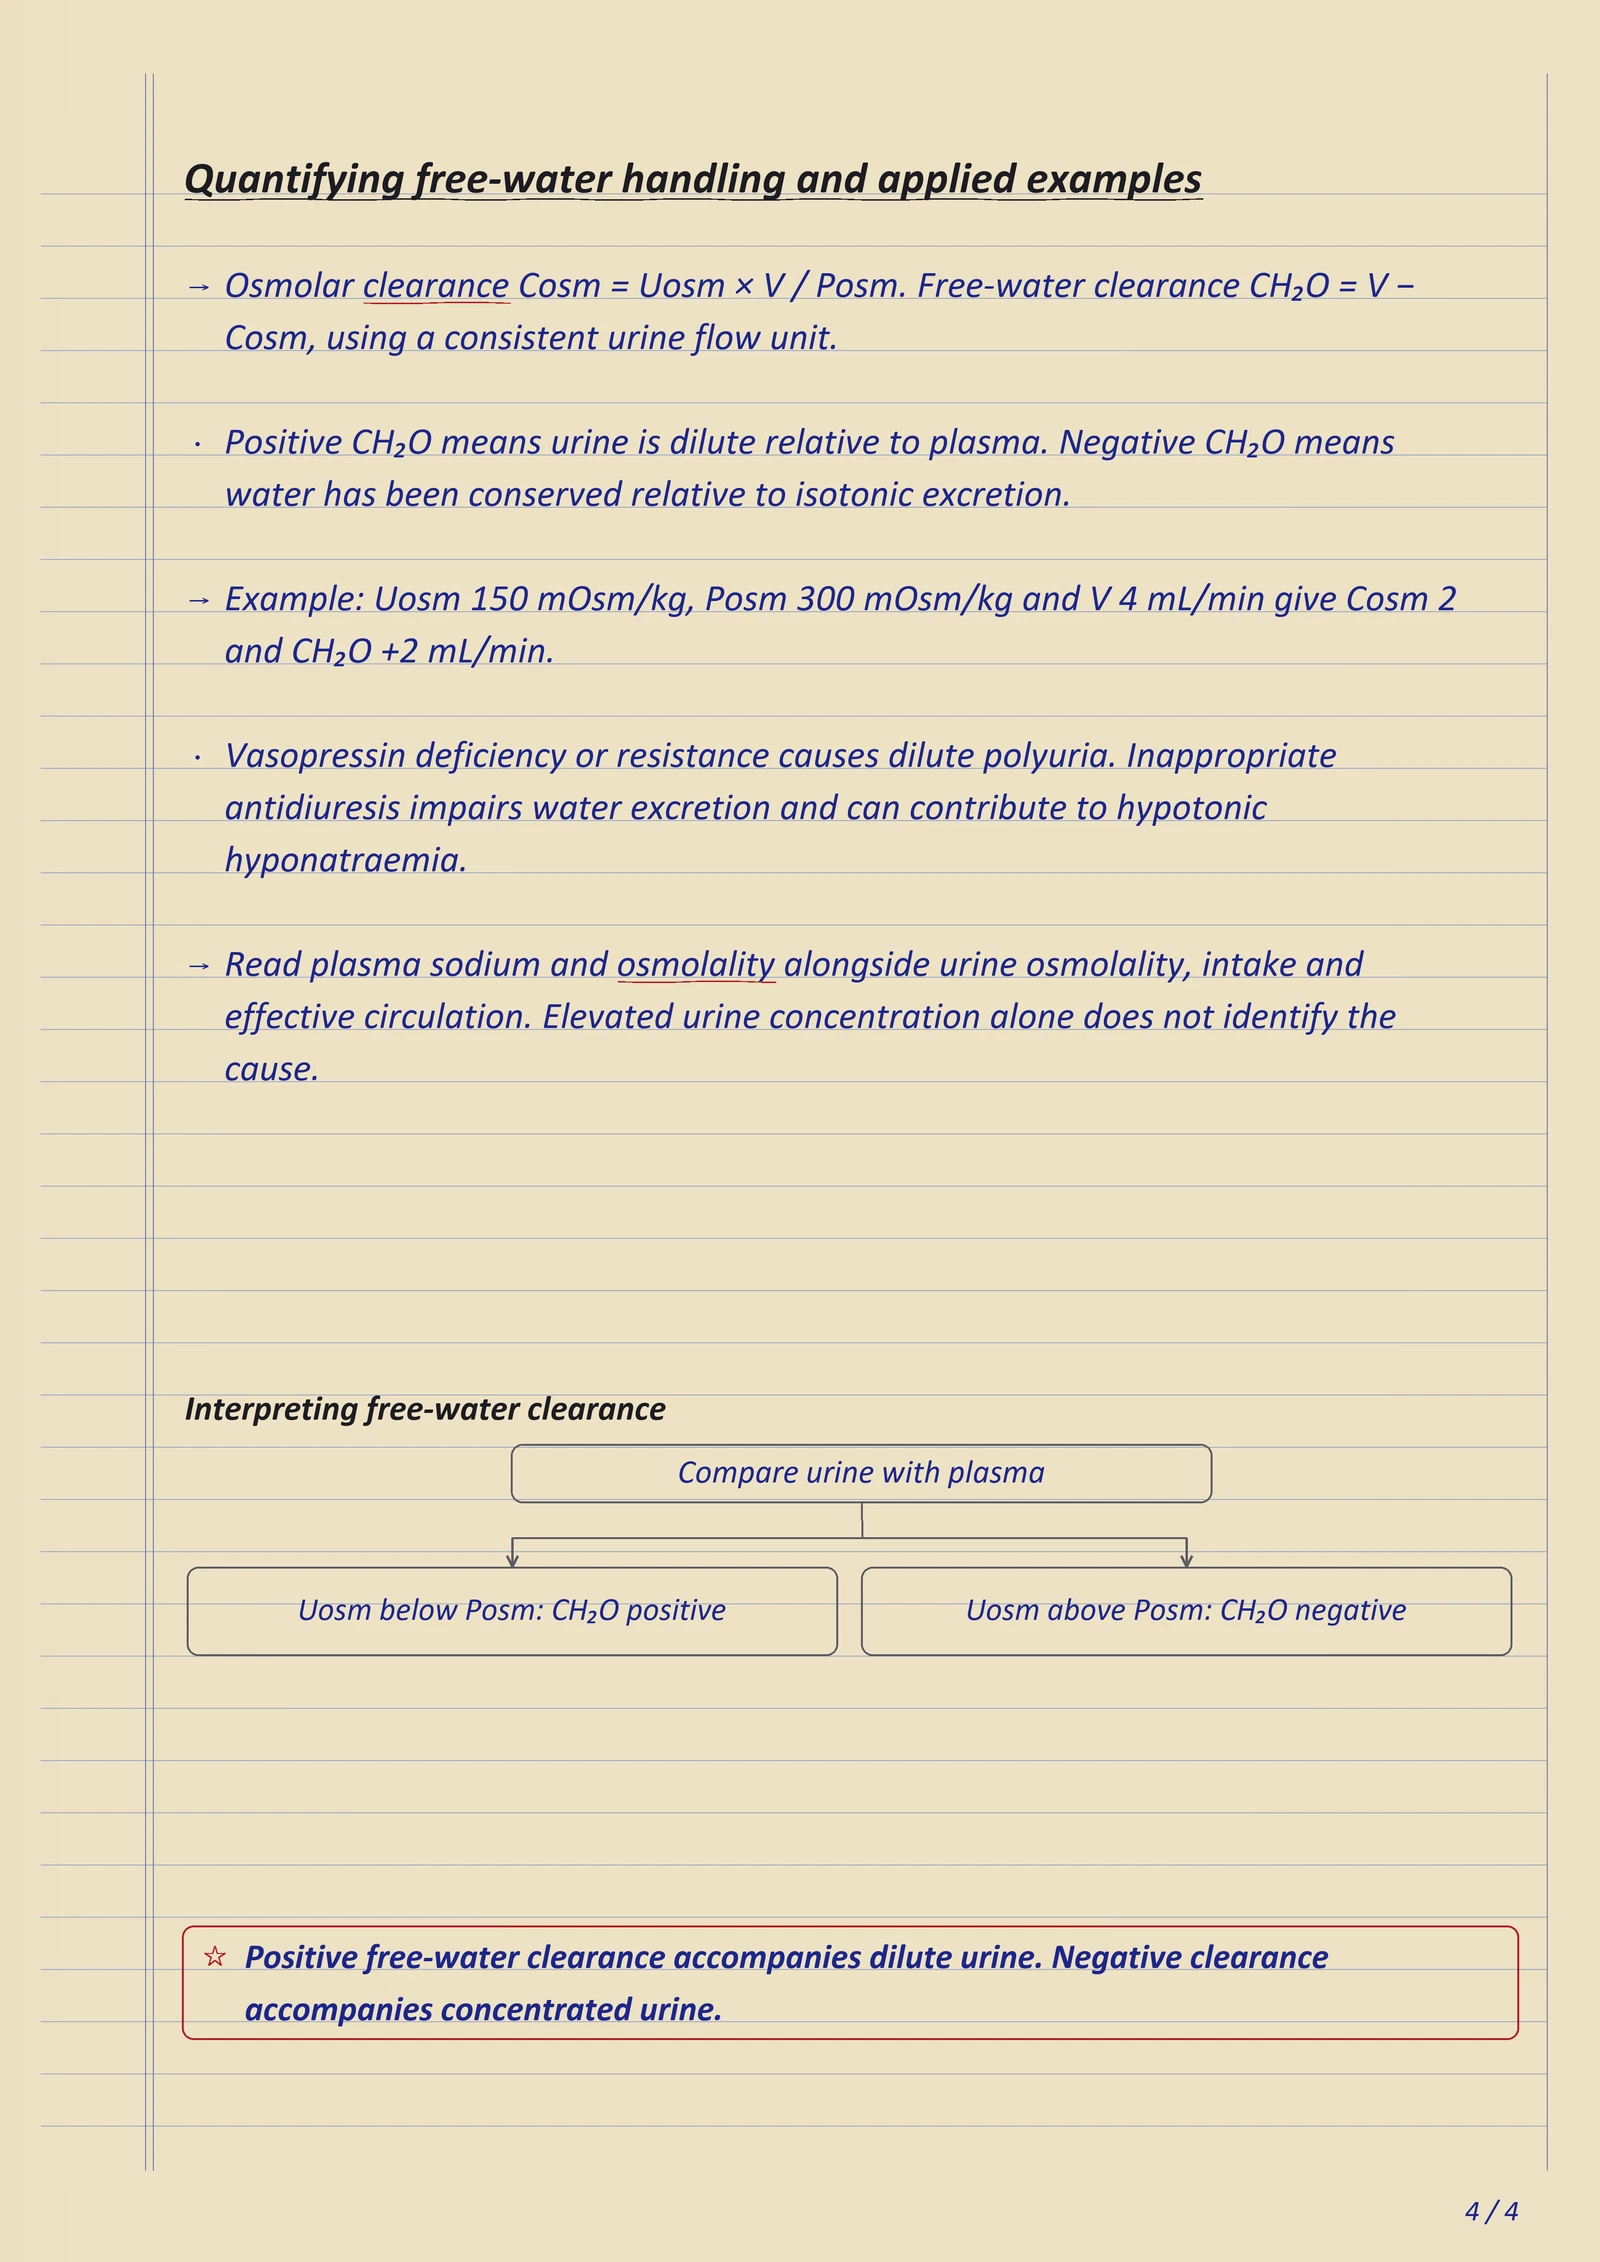 Quantifying free-water handling and applied examples
→ Osmolar clearance Cosm = Uosm × V / Posm. Free-water clearance CH₂O = V –
Cosm, using a consistent urine flow unit.
· Positive CH₂O means urine is dilute relative to plasma. Negative CH₂O means
water has been conserved relative to isotonic excretion.
→ Example: Uosm 150 mOsm/kg, Posm 300 mOsm/kg and V 4 mL/min give Cosm 2
and CH₂O +2 mL/min.
· Vasopressin deficiency or resistance causes dilute polyuria. Inappropriate
antidiuresis impairs water excretion and can contribute to hypotonic
hyponatraemia.
→ Read plasma sodium and osmolality alongside urine osmolality, intake and
effective circulation. Elevated urine concentration alone does not identify the
cause.
Interpreting free-water clearance
Compare urine with plasma
Uosm below Posm: CH₂O positive
Uosm above Posm: CH₂O negative
☆ Positive free-water clearance accompanies dilute urine. Negative clearance
accompanies concentrated urine.
4 / 4